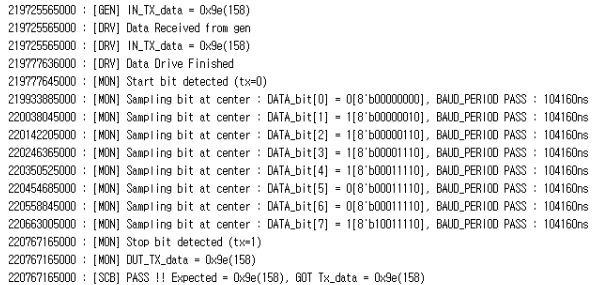 219725565000 : [GEN] IN_TX_data = 0x9e(158)
219725565000 : [DRV] Data Received from gen
219725565000 : [DRV] IN_TX_data = 0x9e(158)
219777636000 : [DRV] Data Drive Finished
219777645000 : [MON] Start bit detected (tx=0)
219933885000 : [MON] Sampling bit at center : DATA_bit[0] = 0[8'b00000000], BAUD_PERIOD PASS : 104160ns
220038045000 : [MON] Sampling bit at center : DATA_bit[1] = 1[8'b00000010], BAUD_PERIOD PASS : 104160ns
220142205000 : [MON] Sampling bit at center : DATA_bit[2] = 1[8'b00000110], BAUD_PERIOD PASS : 104160ns
220246365000 : [MON] Sampling bit at center : DATA_bit[3] = 1[8'b00001110], BAUD_PERIOD PASS : 104160ns
220350525000 : [MON] Sampling bit at center : DATA_bit[4] = 1[8'b00011110], BAUD_PERIOD PASS : 104160ns
220454685000 : [MON] Sampling bit at center : DATA_bit[5] = 0[8'b00011110], BAUD_PERIOD PASS : 104160ns
220558845000 : [MON] Sampling bit at center : DATA_bit[6] = 0[8'b00011110], BAUD_PERIOD PASS : 104160ns
220663005000 : [MON] Sampling bit at center : DATA_bit[7] = 1[8'b10011110], BAUD_PERIOD PASS : 104160ns
220767165000 : [MON] Stop bit detected (tx=1)
220767165000 : [MON] DUT_TX_data = 0x9e(158)
220767165000 : [SCB] PASS !! Expected = 0x9e(158), GOT Tx_data = 0x9e(158)